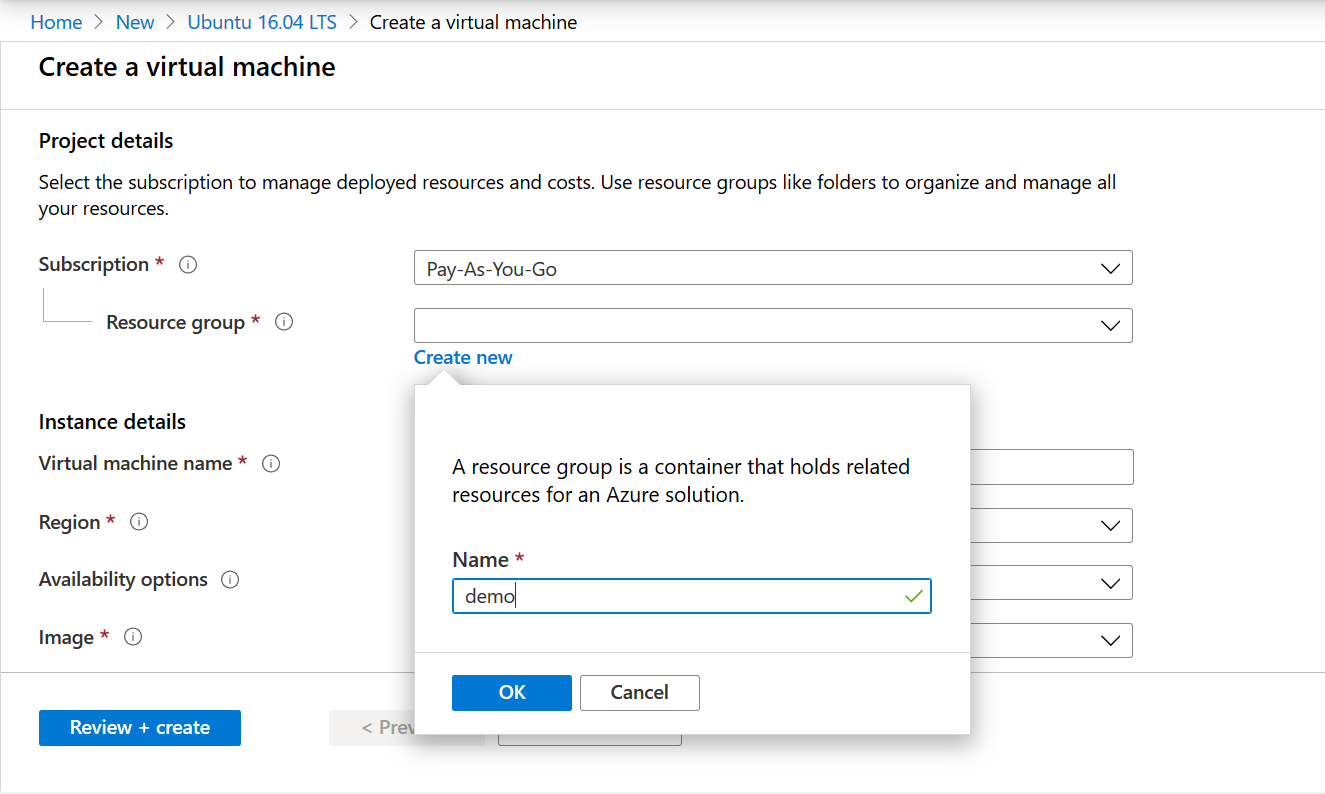 Home > New > Ubuntu 16.04 LTS > Create a virtual machine
Create a virtual machine
Project details
Select the subscription to manage deployed resources and costs. Use resource groups like folders to organize and manage all
your resources.
Subscription *
Pay-As-You-Go
Resource group *
Create new
A resource group is a container that holds related
resources for an Azure solution.
Name *
demo
OK Cancel
Instance details
Virtual machine name *
Region *
Availability options
Image *
Review + create
< Prev